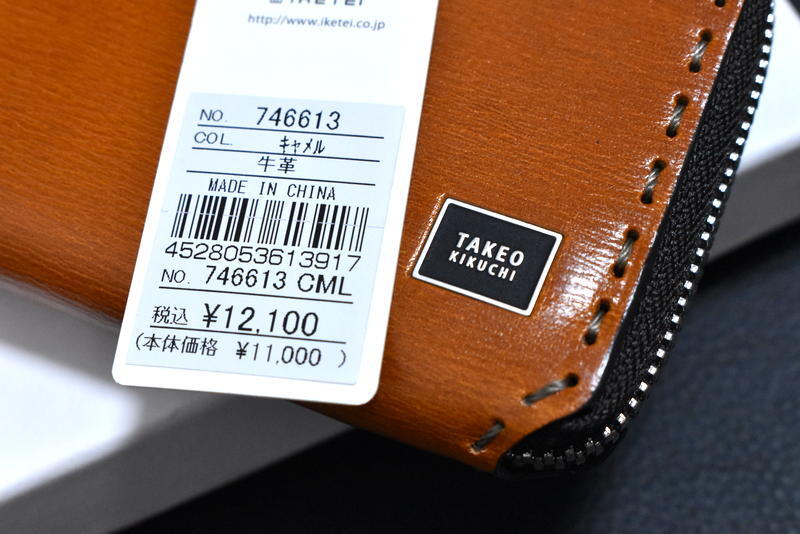 http://www.iketei.co.jp
NO. 746613
COL. キャメル
牛革
MADE IN CHINA
4528053613917
NO. 746613 CML
税込 ¥12,100
(本体価格 ¥11,000 )
TAKEO
KIKUCHI